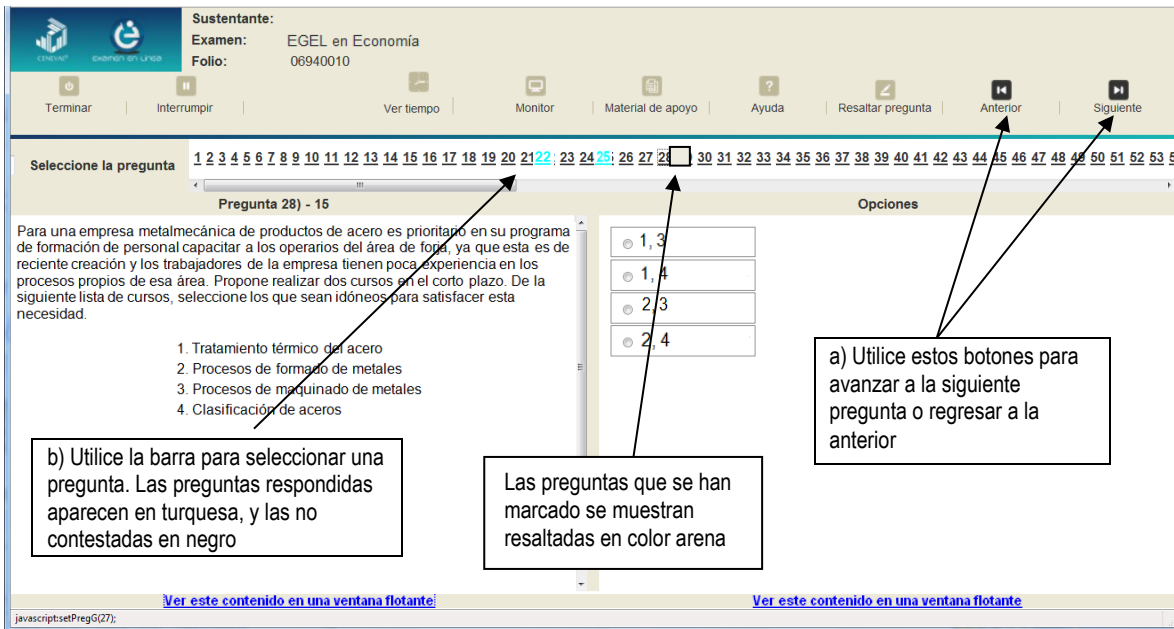 CENEVAL®
examen en línea
Sustentante:
Examen: EGEL en Economía
Folio: 06940010
Terminar
Interrumpir
Ver tiempo
Monitor
Material de apoyo
Ayuda
Resaltar pregunta
Anterior
Siguiente
Seleccione la pregunta
1 2 3 4 5 6 7 8 9 10 11 12 13 14 15 16 17 18 19 20 21 22 23 24 25 26 27 28 30 31 32 33 34 35 36 37 38 39 40 41 42 43 44 45 46 47 48 49 50 51 52 53
Pregunta 28) - 15
Opciones
Para una empresa metalmecánica de productos de acero es prioritario en su programa
de formación de personal capacitar a los operarios del área de forja, ya que esta es de
reciente creación y los trabajadores de la empresa tienen poca experiencia en los
procesos propios de esa área. Propone realizar dos cursos en el corto plazo. De la
siguiente lista de cursos, seleccione los que sean idóneos para satisfacer esta
necesidad.
1. Tratamiento térmico del acero
2. Procesos de formado de metales
3. Procesos de maquinado de metales
4. Clasificación de aceros
1, 3
1, 4
2, 3
2, 4
a) Utilice estos botones para
avanzar a la siguiente
pregunta o regresar a la
anterior
b) Utilice la barra para seleccionar una
pregunta. Las preguntas respondidas
aparecen en turquesa, y las no
contestadas en negro
Las preguntas que se han
marcado se muestran
resaltadas en color arena
Ver este contenido en una ventana flotante
Ver este contenido en una ventana flotante
javascript:setPregG(27);